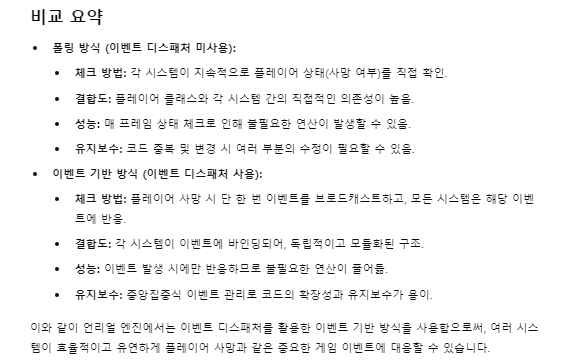 비교 요약
폴링 방식 (이벤트 디스패처 미사용):
체크 방법: 각 시스템이 지속적으로 플레이어 상태(사망 여부)를 직접 확인.
결합도: 플레이어 클래스와 각 시스템 간의 직접적인 의존성이 높음.
성능: 매 프레임 상태 체크로 인해 불필요한 연산이 발생할 수 있음.
유지보수: 코드 중복 및 변경 시 여러 부분의 수정이 필요할 수 있음.
이벤트 기반 방식 (이벤트 디스패처 사용):
체크 방법: 플레이어 사망 시 단 한 번 이벤트를 브로드캐스트하고, 모든 시스템은 해당 이벤
트에 반응.
결합도: 각 시스템이 이벤트에 바인딩되어, 독립적이고 모듈화된 구조.
성능: 이벤트 발생 시에만 반응하므로 불필요한 연산이 줄어듦.
유지보수: 중앙집중식 이벤트 관리로 코드의 확장성과 유지보수가 용이.
이와 같이 언리얼 엔진에서는 이벤트 디스패처를 활용한 이벤트 기반 방식을 사용함으로써, 여러 시스
템이 효율적이고 유연하게 플레이어 사망과 같은 중요한 게임 이벤트에 대응할 수 있습니다.